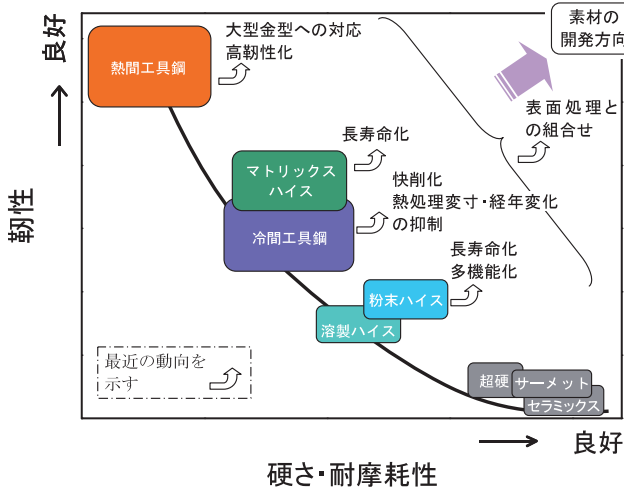 素材の
開発方向
良好
大型金型への対応
高靭性化
熱間工具鋼
表面処理と
の組合せ
長寿命化
マトリックス
ハイス
快削化
熱処理変寸・経年変化
の抑制
靭性
冷間工具鋼
長寿命化
多機能化
粉末ハイス
溶製ハイス
最近の動向を
示す
超硬
サーメット
セラミックス
良好
硬さ・耐摩耗性